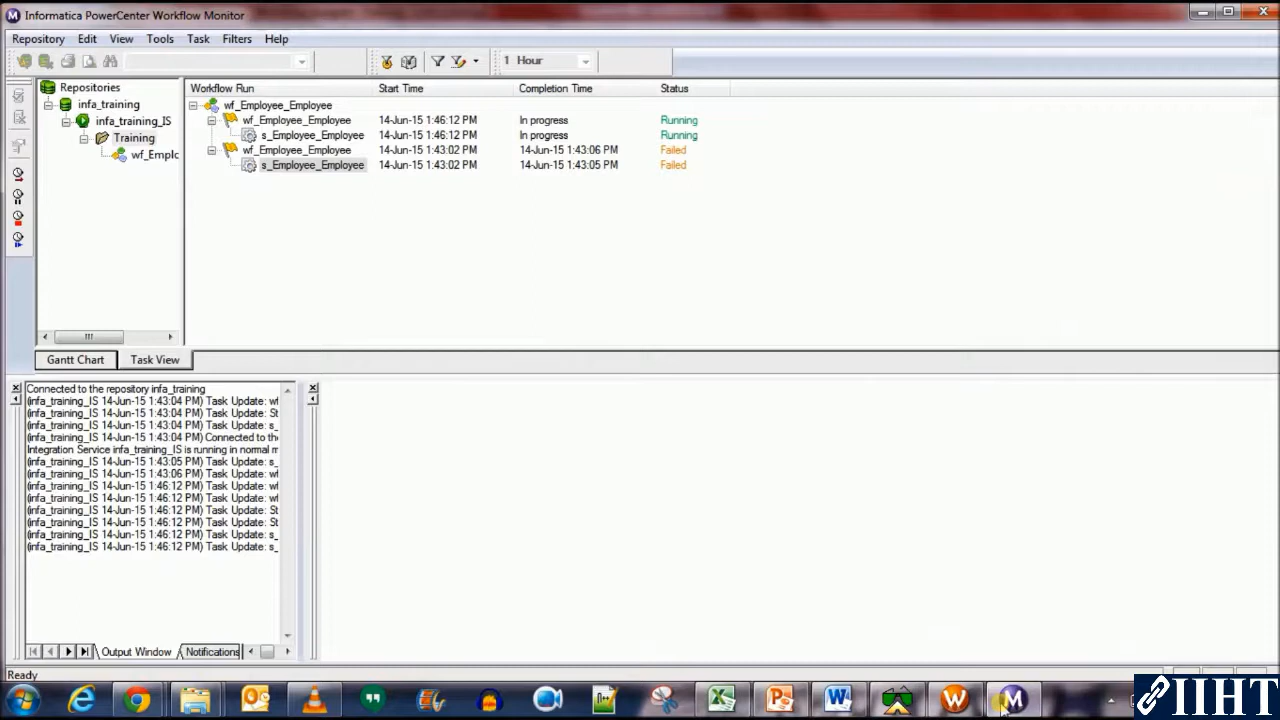 Informatica PowerCenter Workflow Monitor
Repository Edit View Tools Task Filters Help
1 Hour
Repositories
infa_training
infa_training_IS
Training
wf_Emplc
Workflow Run Start Time Completion Time Status
wf_Employee_Employee
wf_Employee_Employee 14-Jun-15 1:46:12 PM In progress Running
s_Employee_Employee 14-Jun-15 1:46:12 PM In progress Running
wf_Employee_Employee 14-Jun-15 1:43:02 PM 14-Jun-15 1:43:06 PM Failed
s_Employee_Employee 14-Jun-15 1:43:02 PM 14-Jun-15 1:43:05 PM Failed
Gantt Chart Task View
Connected to the repository infa_training
(infa_training_IS 14-Jun-15 1:43:04 PM) Task Update: wf
(infa_training_IS 14-Jun-15 1:43:04 PM) Task Update: St
(infa_training_IS 14-Jun-15 1:43:04 PM) Task Update: s_
(infa_training_IS 14-Jun-15 1:43:04 PM) Connected to the
Integration Service infa_training_IS is running in normal m
(infa_training_IS 14-Jun-15 1:43:05 PM) Task Update: s_
(infa_training_IS 14-Jun-15 1:43:06 PM) Task Update: wf
(infa_training_IS 14-Jun-15 1:46:12 PM) Task Update: wf
(infa_training_IS 14-Jun-15 1:46:12 PM) Task Update: wf
(infa_training_IS 14-Jun-15 1:46:12 PM) Task Update: St
(infa_training_IS 14-Jun-15 1:46:12 PM) Task Update: St
(infa_training_IS 14-Jun-15 1:46:12 PM) Task Update: s_
(infa_training_IS 14-Jun-15 1:46:12 PM) Task Update: s_
Output Window Notifications
Ready
IIHT